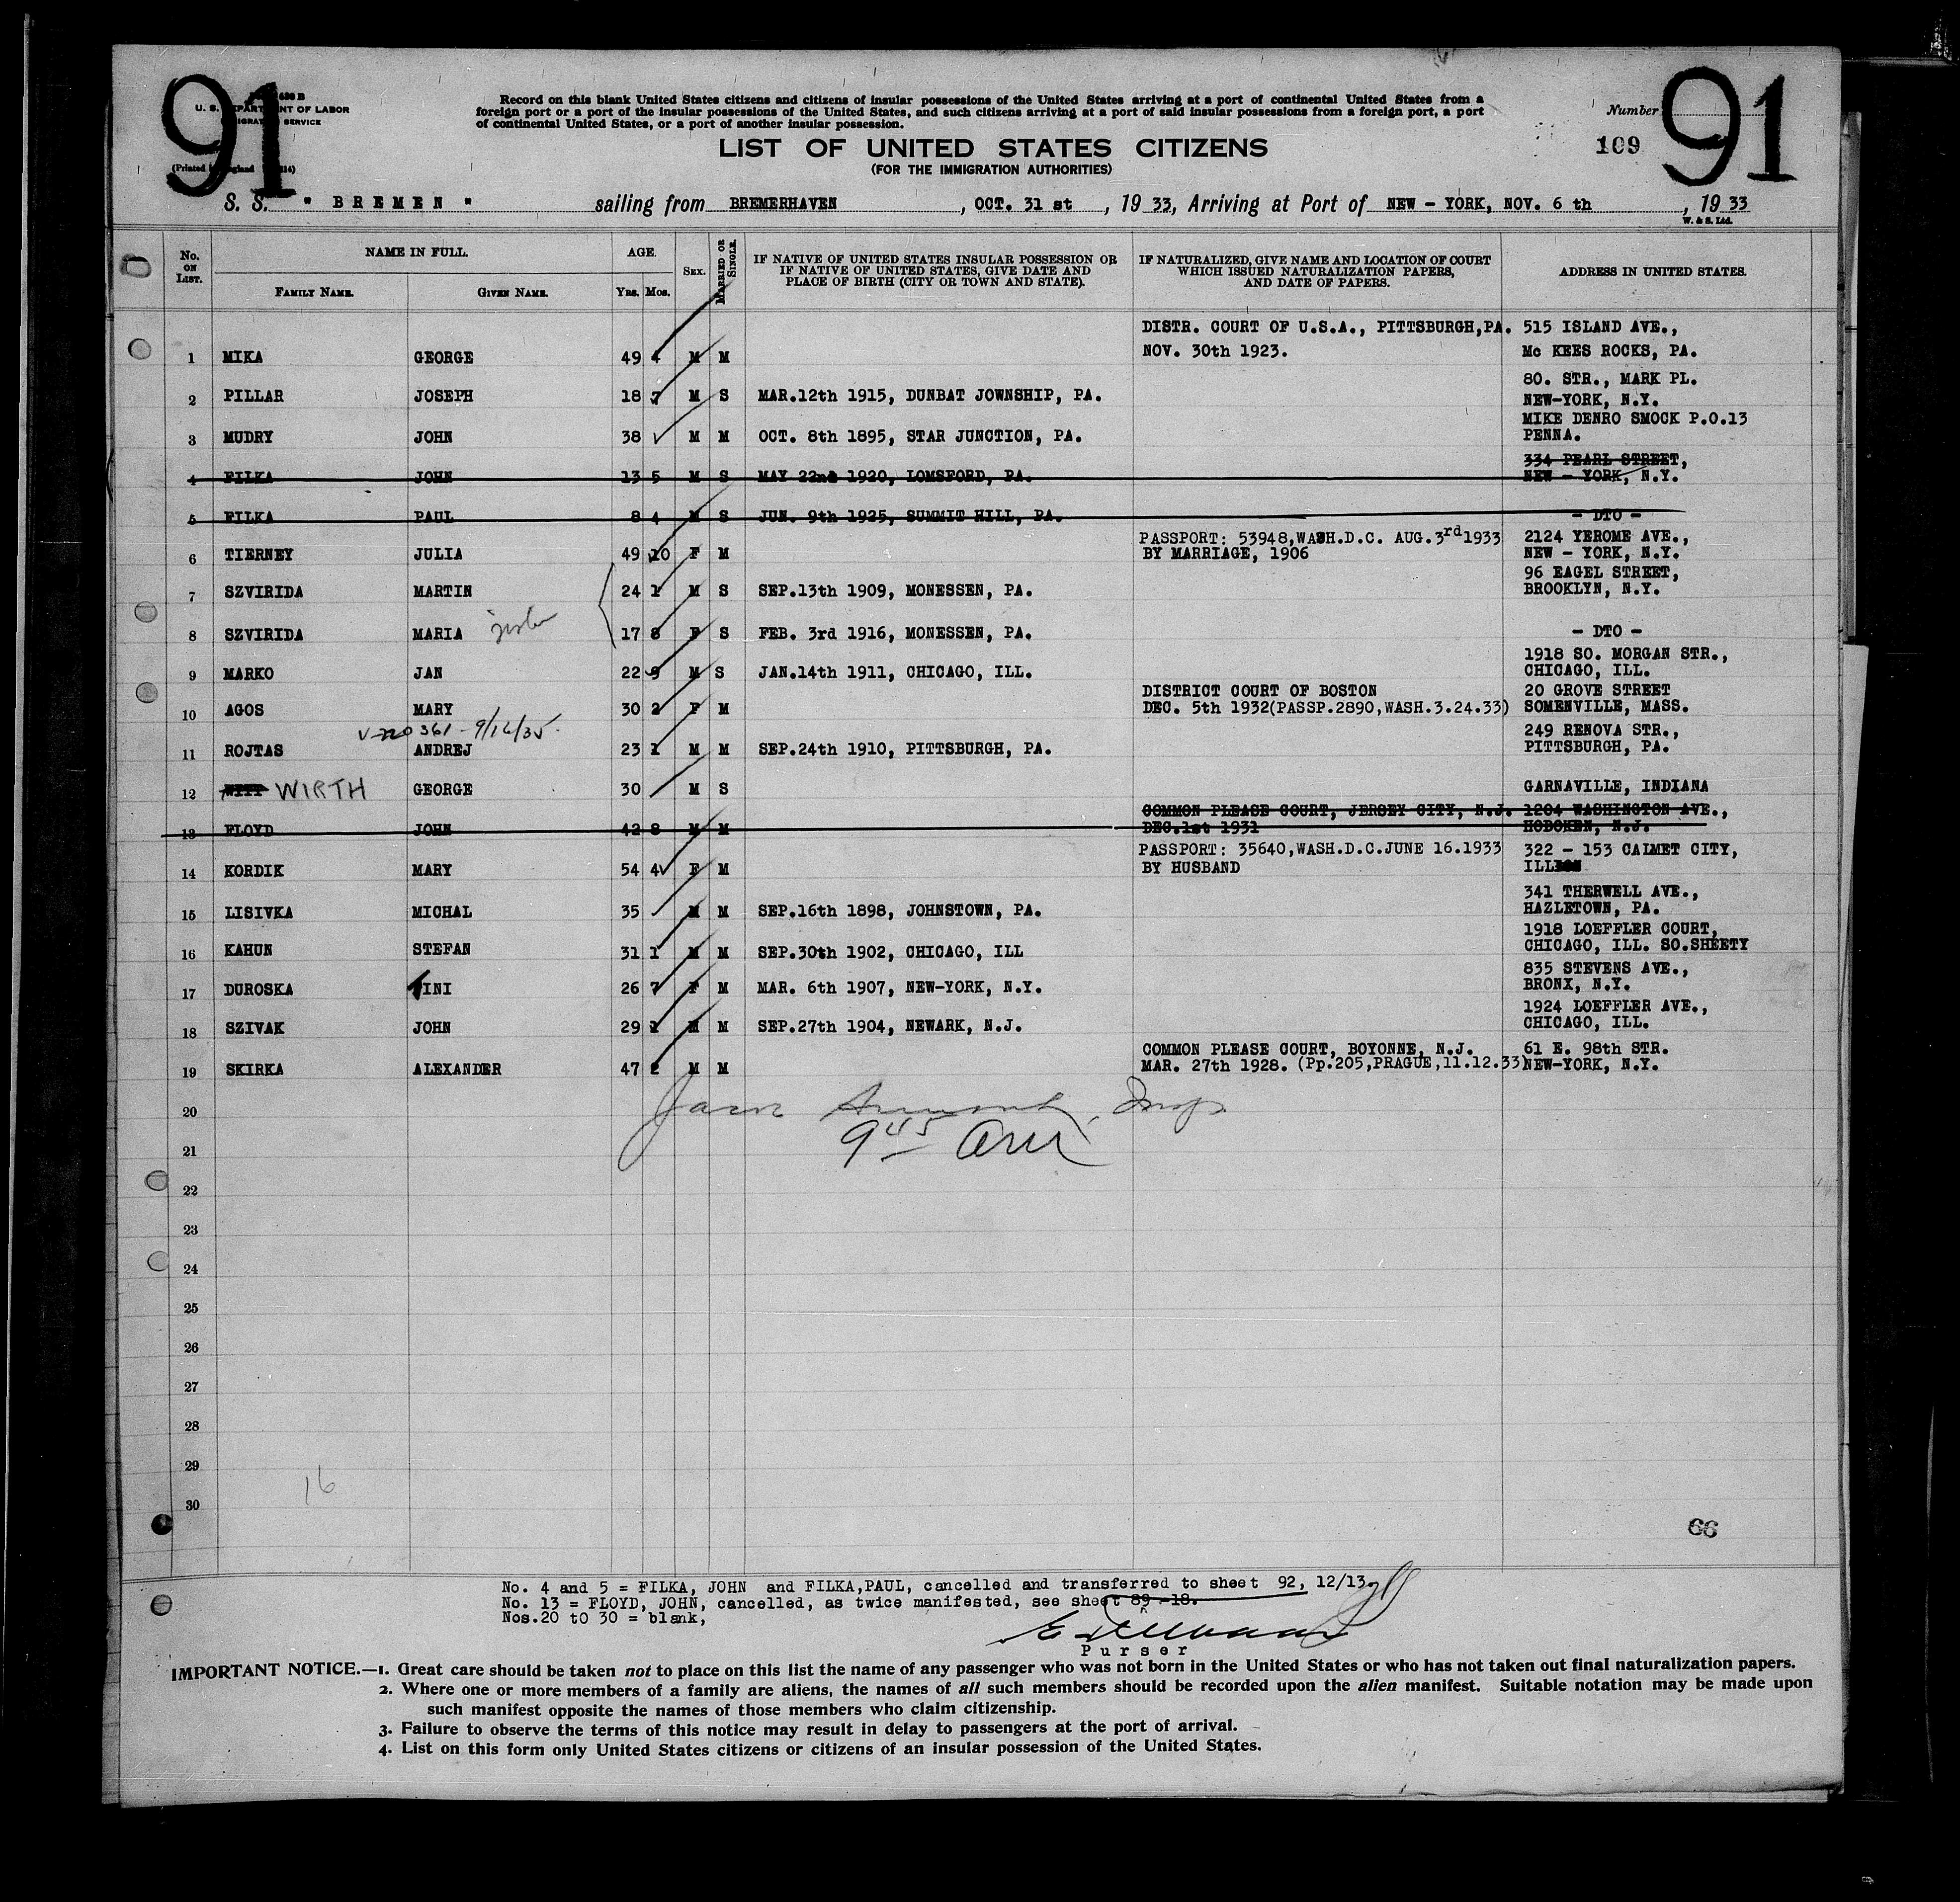 91
U. S. DEPARTMENT OF LABOR
IMMIGRATION SERVICE
Record on this blank United States citizens and citizens of insular possessions of the United States arriving at a port of continental United States from a
foreign port or a port of the insular possessions of the United States, and such citizens arriving at a port of said insular possessions from a foreign port, a port
of continental United States, or a port of another insular possession.
Number
91
109
LIST OF UNITED STATES CITIZENS
(FOR THE IMMIGRATION AUTHORITIES)
S. S. " BREMEN " sailing from BREMERHAVEN, OCT. 31 st, 19 33, Arriving at Port of NEW - YORK, NOV. 6 th, 19 33
W. & S. Ltd.
No. ON LIST. NAME IN FULL. AGE. SEX. MARRIED OR SINGLE. IF NATIVE OF UNITED STATES INSULAR POSSESSION OR IF NATIVE OF UNITED STATES, GIVE DATE AND PLACE OF BIRTH (CITY OR TOWN AND STATE). IF NATURALIZED, GIVE NAME AND LOCATION OF COURT WHICH ISSUED NATURALIZATION PAPERS, AND DATE OF PAPERS. ADDRESS IN UNITED STATES.
FAMILY NAME. GIVEN NAME. Yrs. Mos.
DISTR. COURT OF U.S.A., PITTSBURGH,PA. 515 ISLAND AVE.,
1 MIKA GEORGE 49 4 M M NOV. 30th 1923. Mc KEES ROCKS, PA.
80. STR., MARK PL.
2 PILLAR JOSEPH 18 7 M S MAR.12th 1915, DUNBAT JOWNSHIP, PA. NEW-YORK, N.Y.
MIKE DENRO SMOCK P.O.13
3 MUDRY JOHN 38 M M OCT. 8th 1895, STAR JUNCTION, PA. PENNA.
334 PEARL STREET,
4 FILKA JOHN 13 5 M S MAY 22nd 1920, LOMSFORD, PA. NEW - YORK, N.Y.
5 FILKA PAUL 8 4 M S JUN. 9th 1925, SUMMIT HILL, PA. - DTO -
PASSPORT: 53948,WASH.D.C. AUG.3rd1933 2124 YEROME AVE.,
6 TIERNEY JULIA 49 10 F M BY MARRIAGE, 1906 NEW - YORK, N.Y.
96 EAGEL STREET,
7 SZVIRIDA MARTIN 24 1 M S SEP.13th 1909, MONESSEN, PA. BROOKLYN, N.Y.
8 SZVIRIDA MARIA sister 17 8 F S FEB. 3rd 1916, MONESSEN, PA. - DTO -
1918 SO. MORGAN STR.,
9 MARKO JAN 22 9 M S JAN.14th 1911, CHICAGO, ILL. CHICAGO, ILL.
DISTRICT COURT OF BOSTON 20 GROVE STREET
10 AGOS MARY 30 2 F M DEC. 5th 1932(PASSP.2890,WASH.3.24.33) SOMENVILLE, MASS.
361 - 9/16/35. 249 RENOVA STR.,
11 ROJTAS ANDREJ 23 1 M M SEP.24th 1910, PITTSBURGH, PA. PITTSBURGH, PA.
12 WITT WIRTH GEORGE 30 M S GARNAVILLE, INDIANA
COMMON PLEASE COURT, JERSEY CITY, N.J. 1204 WASHINGTON AVE.,
13 FLOYD JOHN 42 8 M M DEC.1st 1931 HOBOKEN, N.J.
PASSPORT: 35640,WASH.D.C.JUNE 16.1933 322 - 153 CALMET CITY,
14 KORDIK MARY 54 4 F M BY HUSBAND ILL
341 THERWELL AVE.,
15 LISIVKA MICHAL 35 M M SEP.16th 1898, JOHNSTOWN, PA. HAZLETOWN, PA.
1918 LOEFFLER COURT,
16 KAHUN STEFAN 31 1 M M SEP.30th 1902, CHICAGO, ILL CHICAGO, ILL. SO.SHEETY
835 STEVENS AVE.,
17 DUROSKA TINI 26 7 F M MAR. 6th 1907, NEW-YORK, N.Y. BRONX, N.Y.
1924 LOEFFLER AVE.,
18 SZIVAK JOHN 29 1 M M SEP.27th 1904, NEWARK, N.J. CHICAGO, ILL.
COMMON PLEASE COURT, BOYONNE, N.J. 61 E. 98th STR.
19 SKIRKA ALEXANDER 47 2 M M MAR. 27th 1928. (Pp.205,PRAGUE,11.12.33) NEW-YORK, N.Y.
20
9 45
21
22
23
24
25
26
27
28
29
16
30
66
No. 4 and 5 = FILKA, JOHN and FILKA,PAUL, cancelled and transferred to sheet 92, 12/13.
No. 13 = FLOYD, JOHN, cancelled, as twice manifested, see sheet 89 -18.
Nos.20 tO 30 = blank,
Purser
IMPORTANT NOTICE.—1. Great care should be taken not to place on this list the name of any passenger who was not born in the United States or who has not taken out final naturalization papers.
2. Where one or more members of a family are aliens, the names of all such members should be recorded upon the alien manifest. Suitable notation may be made upon
such manifest opposite the names of those members who claim citizenship.
3. Failure to observe the terms of this notice may result in delay to passengers at the port of arrival.
4. List on this form only United States citizens or citizens of an insular possession of the United States.